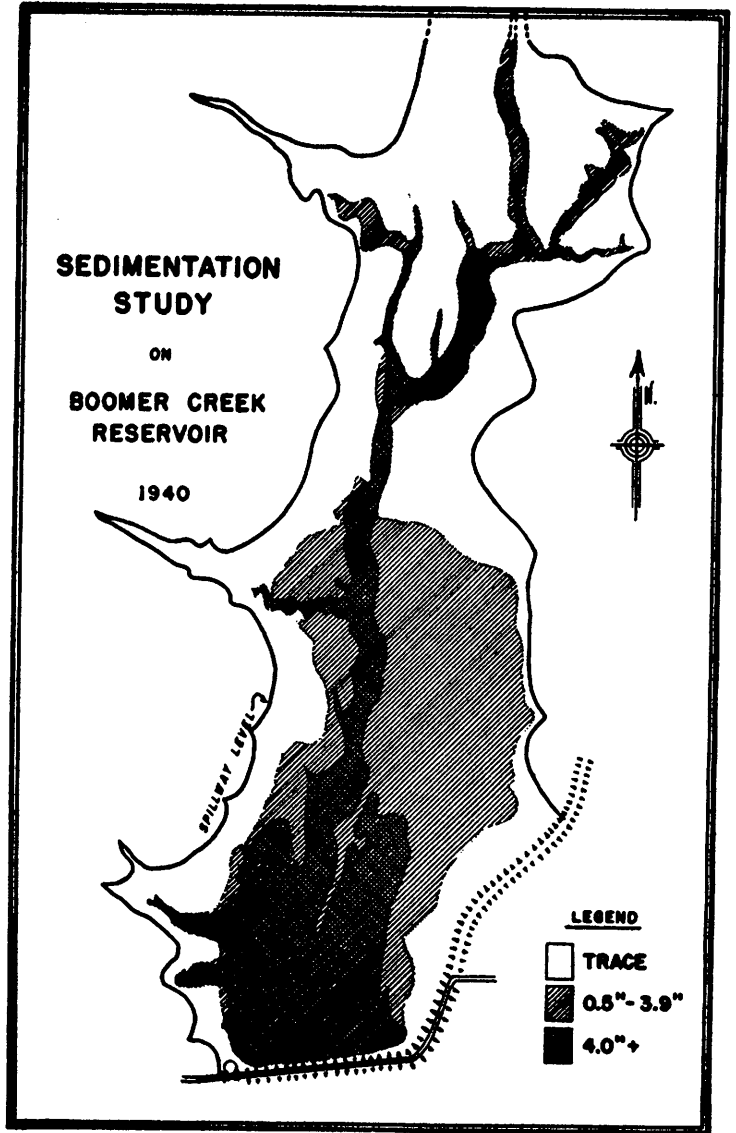 SEDIMENTATION
STUDY
ON
BOOMER CREEK
RESERVOIR
1940
N.
SPILLWAY LEVEL
LEGEND
TRACE
0.5"- 3.9"
4.0"+